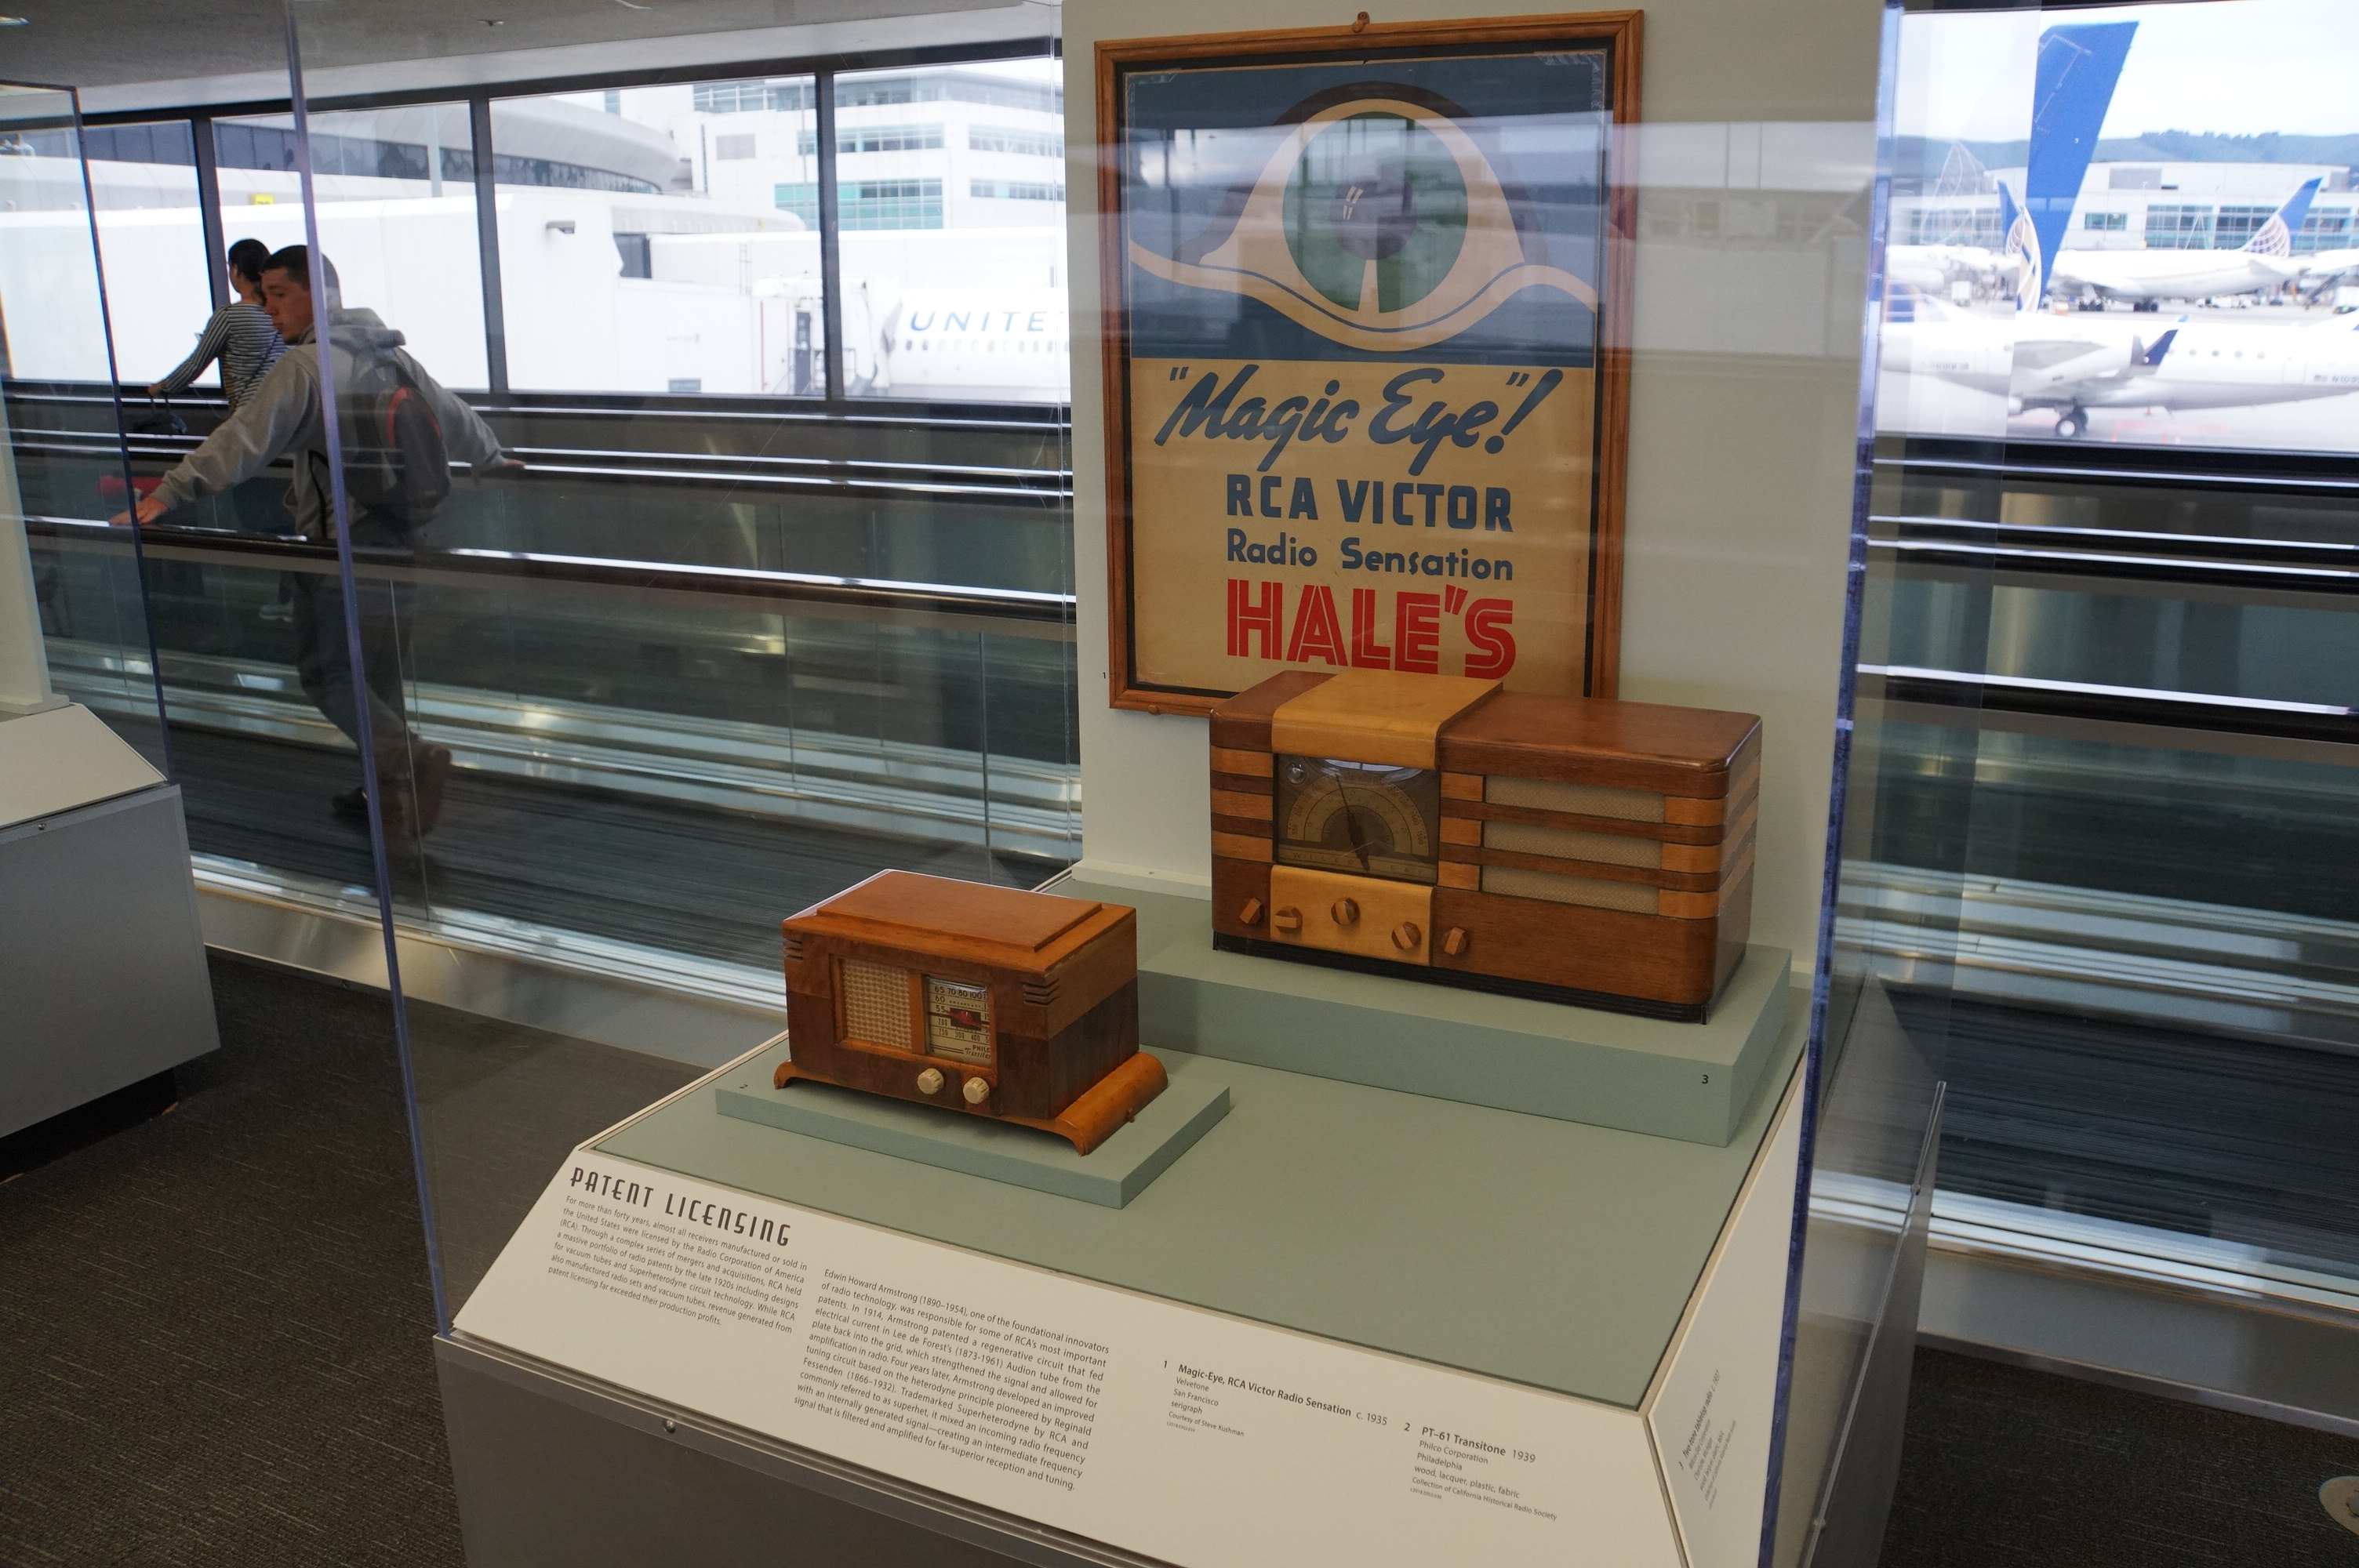 UNITE
"Magic Eye"!
RCA VICTOR
Radio Sensation
HALE'S
1
2
3
65 70 80 100
60
55
PHILC
PATENT LICENSING
For more than forty years, almost all receivers manufactured or sold in
the United States were licensed by the Radio Corporation of America
(RCA). Through a complex series of mergers and acquisitions, RCA held
a massive portfolio of radio patents by the late 1920s including designs
for vacuum tubes and Superheterodyne circuit technology. While RCA
also manufactured radio sets and vacuum tubes, revenue generated from
patent licensing far exceeded their production profits.
Edwin Howard Armstrong (1890–1954), one of the foundational innovators
of radio technology, was responsible for some of RCA's most important
patents. In 1914, Armstrong patented a regenerative circuit that fed
electrical current in Lee de Forest's (1873-1961) Audion tube from the
plate back into the grid, which strengthened the signal and allowed for
amplification in radio. Four years later, Armstrong developed an improved
tuning circuit based on the heterodyne principle pioneered by Reginald
Fessenden (1866–1932). Trademarked Superheterodyne by RCA and
commonly referred to as superhet, it mixed an incoming radio frequency
with an internally generated signal—creating an intermediate frequency
signal that is filtered and amplified for far-superior reception and tuning.
1 Magic-Eye, RCA Victor Radio Sensation c. 1935
Velvetone
San Francisco
serigraph
Courtesy of Steve Kushman
2 PT–61 Transitone 1939
Philco Corporation
Philadelphia
wood, lacquer, plastic, fabric
Collection of California Historical Radio Society